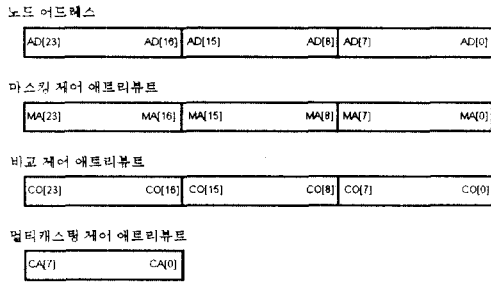 노드 어드레스
AD[23] AD[16] AD[15] AD[8] AD[7] AD[0]
마스킹 제어 애트리뷰트
MA[23] MA[16] MA[15] MA[8] MA[7] MA[0]
비교 제어 애트리뷰트
CO[23] CO[16] CO[15] CO[8] CO[7] CO[0]
멀티캐스팅 제어 애트리뷰트
CA[7] CA[0]